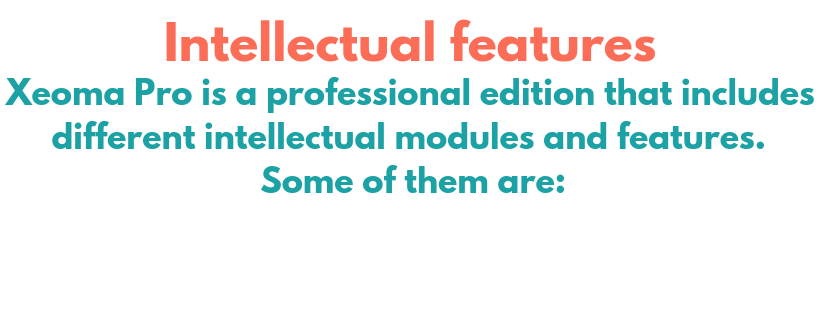 Intellectual features
Xeoma Pro is a professional edition that includes
different intellectual modules and features.
Some of them are: